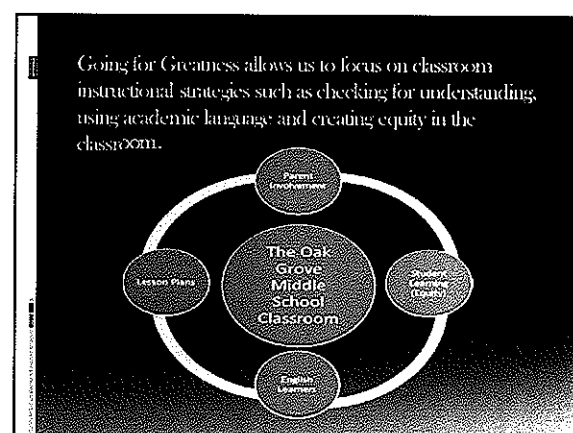 Going for Greatness allows us to focus on classroom
instructional strategies such as checking for understanding,
using academic language and creating equity in the
classroom.
Parent
Involvement
The Oak
Grove
Middle
School
Classroom
Lesson Plans
Student
Learning
(Equity)
English
Learners